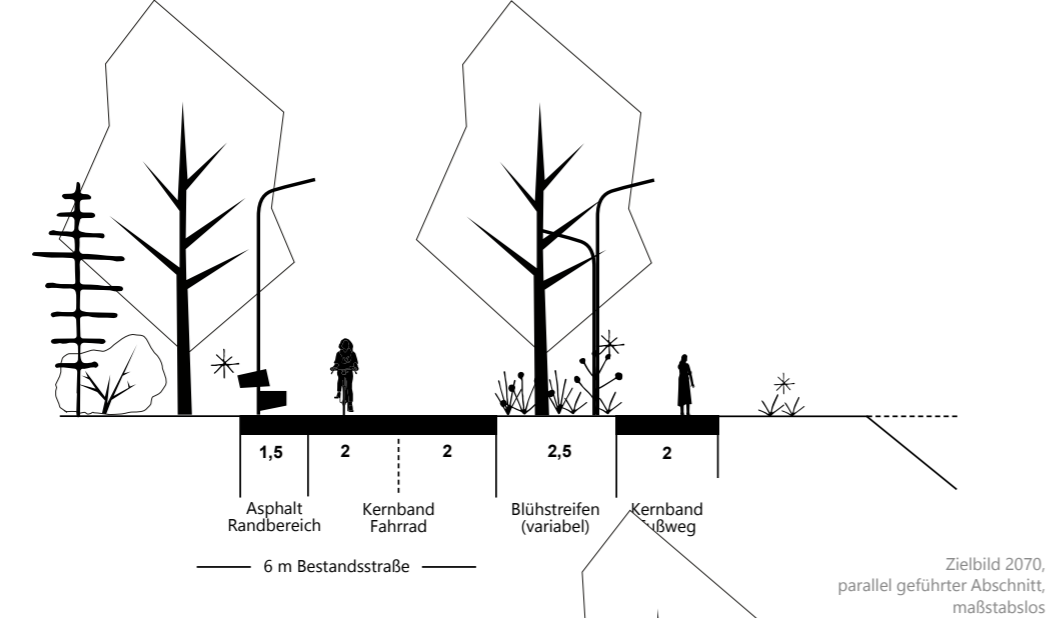 1,5 2 2 2,5 2
Asphalt
Randbereich
Kernband
Fahrrad
Blühstreifen
(variabel)
Kernband
6 m Bestandsstraße
Zielbild 2070,
parallel geführter Abschnitt,
maßstabslos